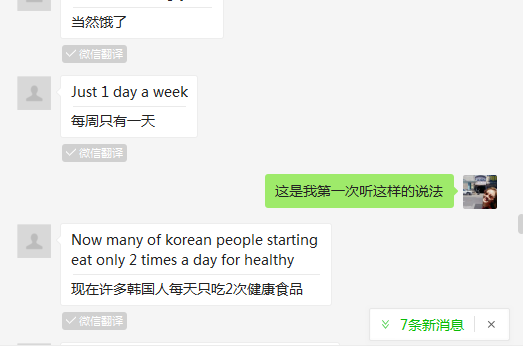 当然饿了
微信翻译
Just 1 day a week
每周只有一天
微信翻译
这是我第一次听这样的说法
Now many of korean people starting
eat only 2 times a day for healthy
现在许多韩国人每天只吃2次健康食品
微信翻译
7条新消息